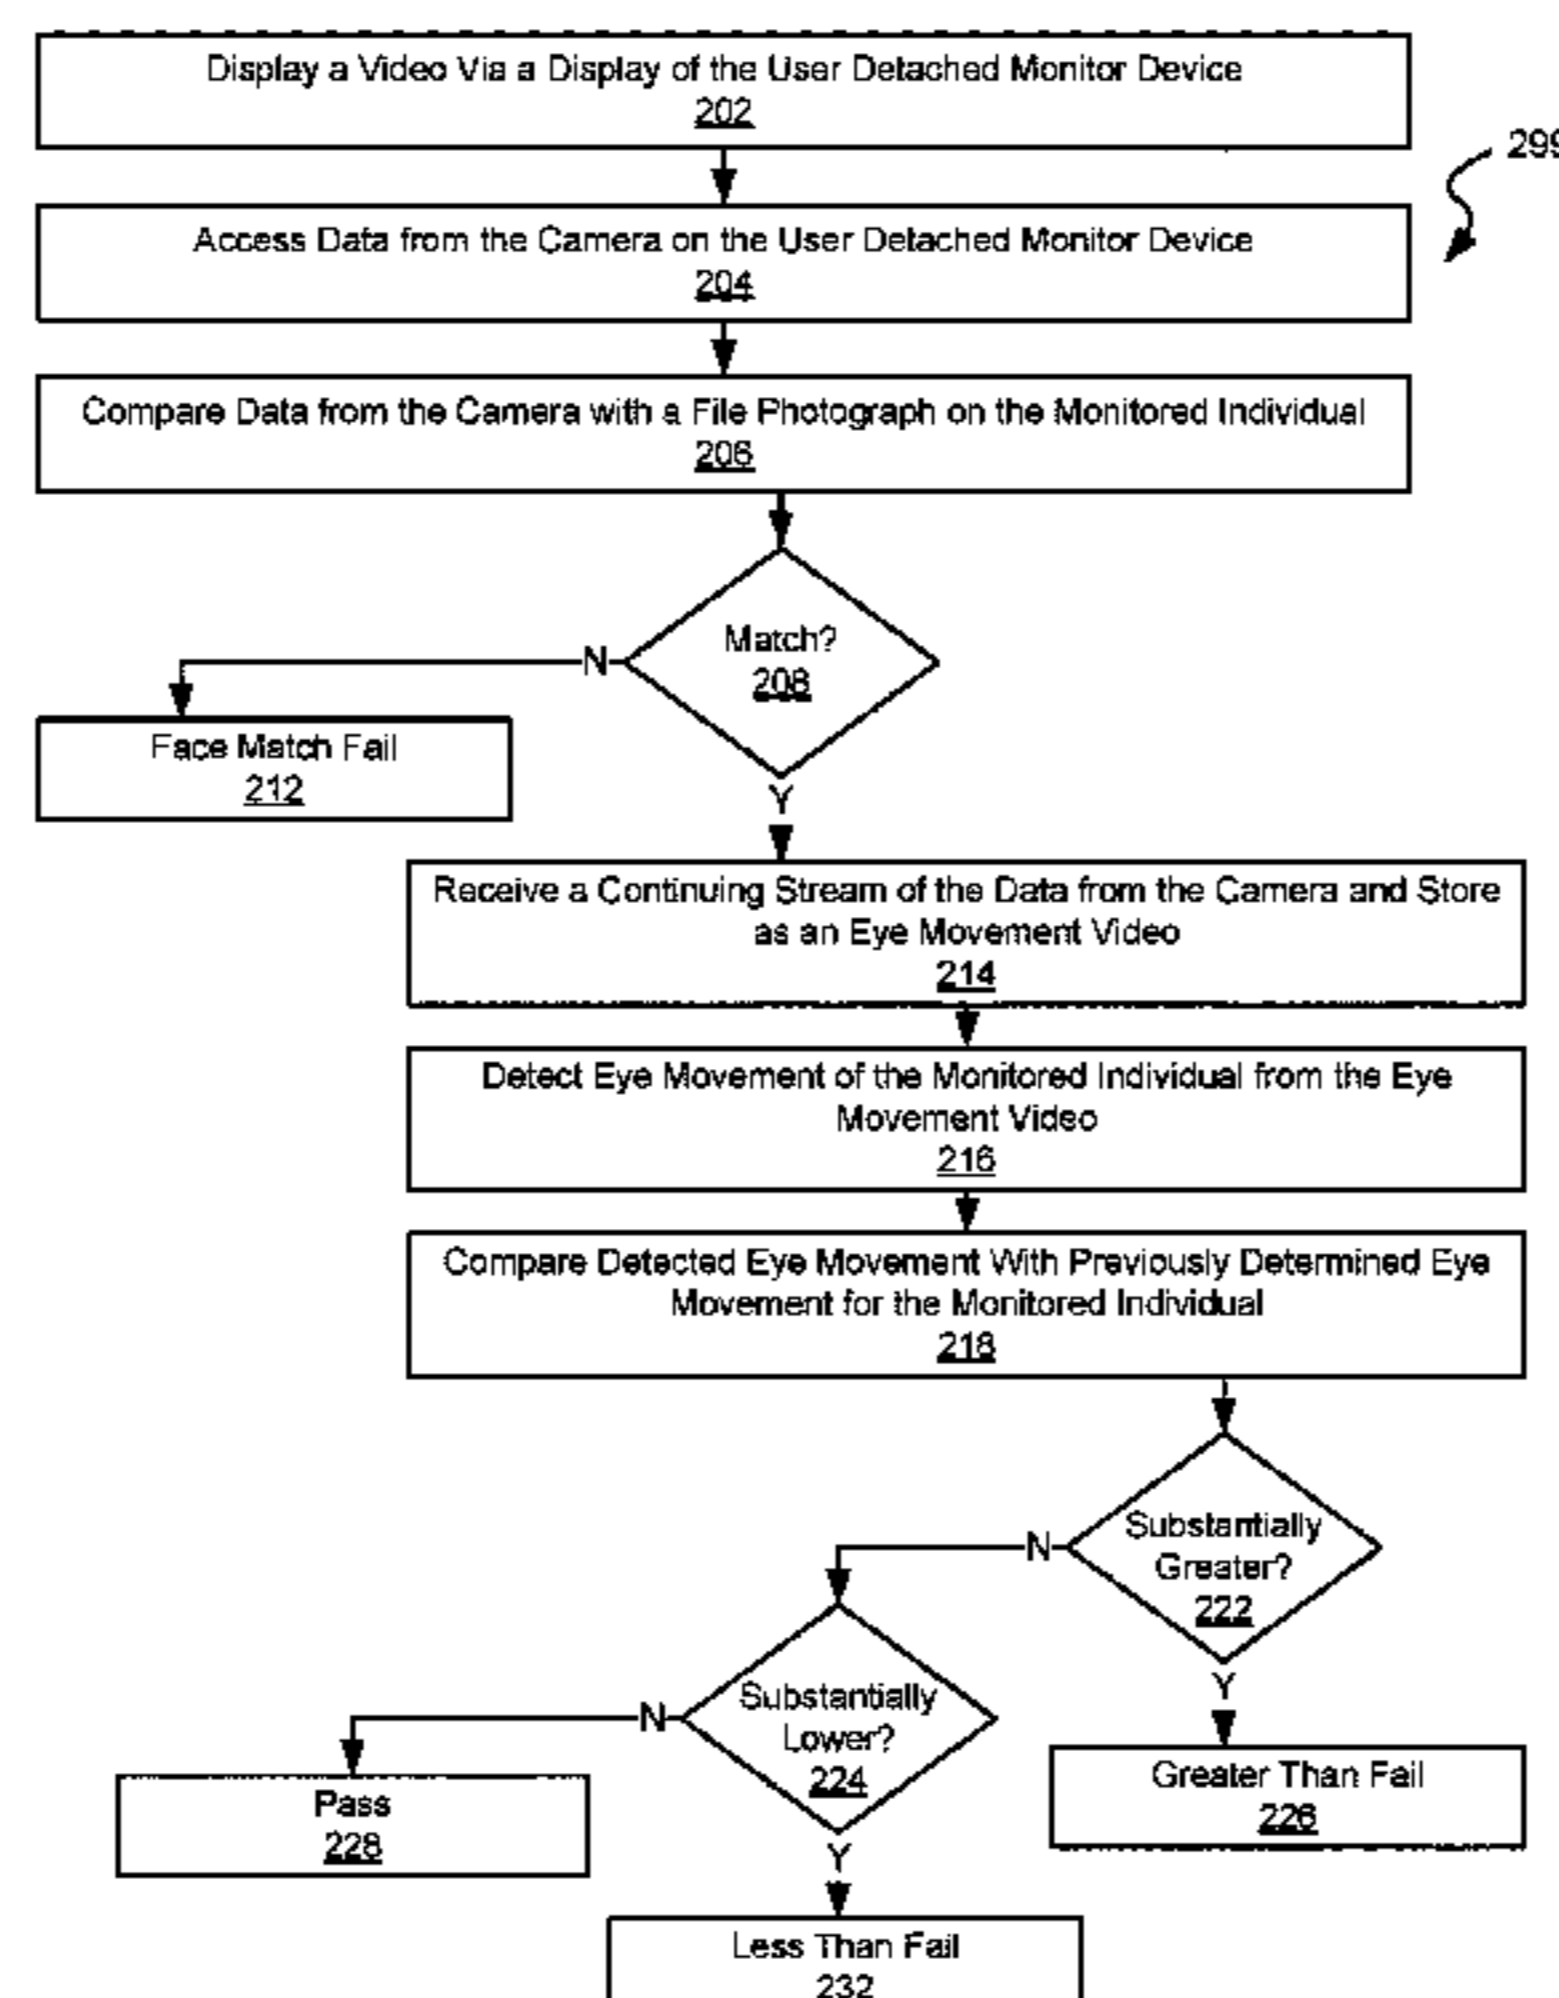 Display a Video Via a Display of the User Detached Monitor Device
202
299
Access Data from the Camera on the User Detached Monitor Device
204
Compare Data from the Camera with a File Photograph on the Monitored Individual
206
Match?
208
N
Face Match Fail
212
Y
Receive a Continuing Stream of the Data from the Camera and Store
as an Eye Movement Video
214
Detect Eye Movement of the Monitored Individual from the Eye
Movement Video
216
Compare Detected Eye Movement With Previously Determined Eye
Movement for the Monitored Individual
218
Substantially
Greater?
222
N
Y
Substantially
Lower?
224
N
Greater Than Fail
226
Pass
228
Y
Less Than Fail
232